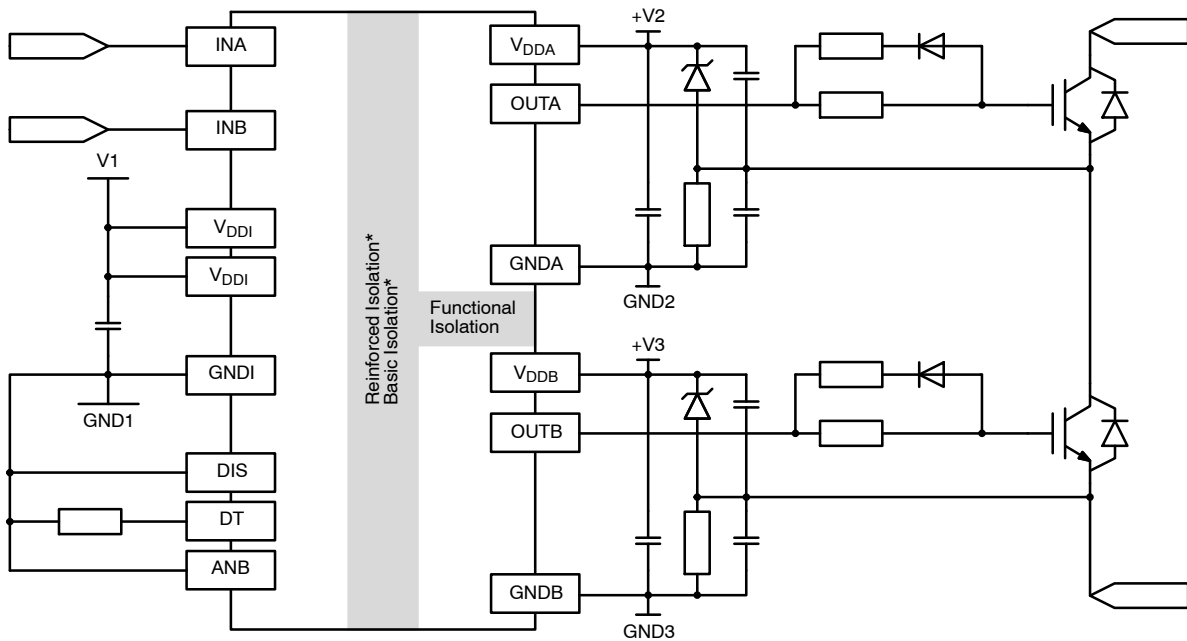 INA
INB
V1
VDDI
VDDI
GNDI
GND1
DIS
DT
ANB
Reinforced Isolation*
Basic Isolation*
Functional
Isolation
VDDA
OUTA
GNDA
VDDB
OUTB
GNDB
+V2
GND2
+V3
GND3